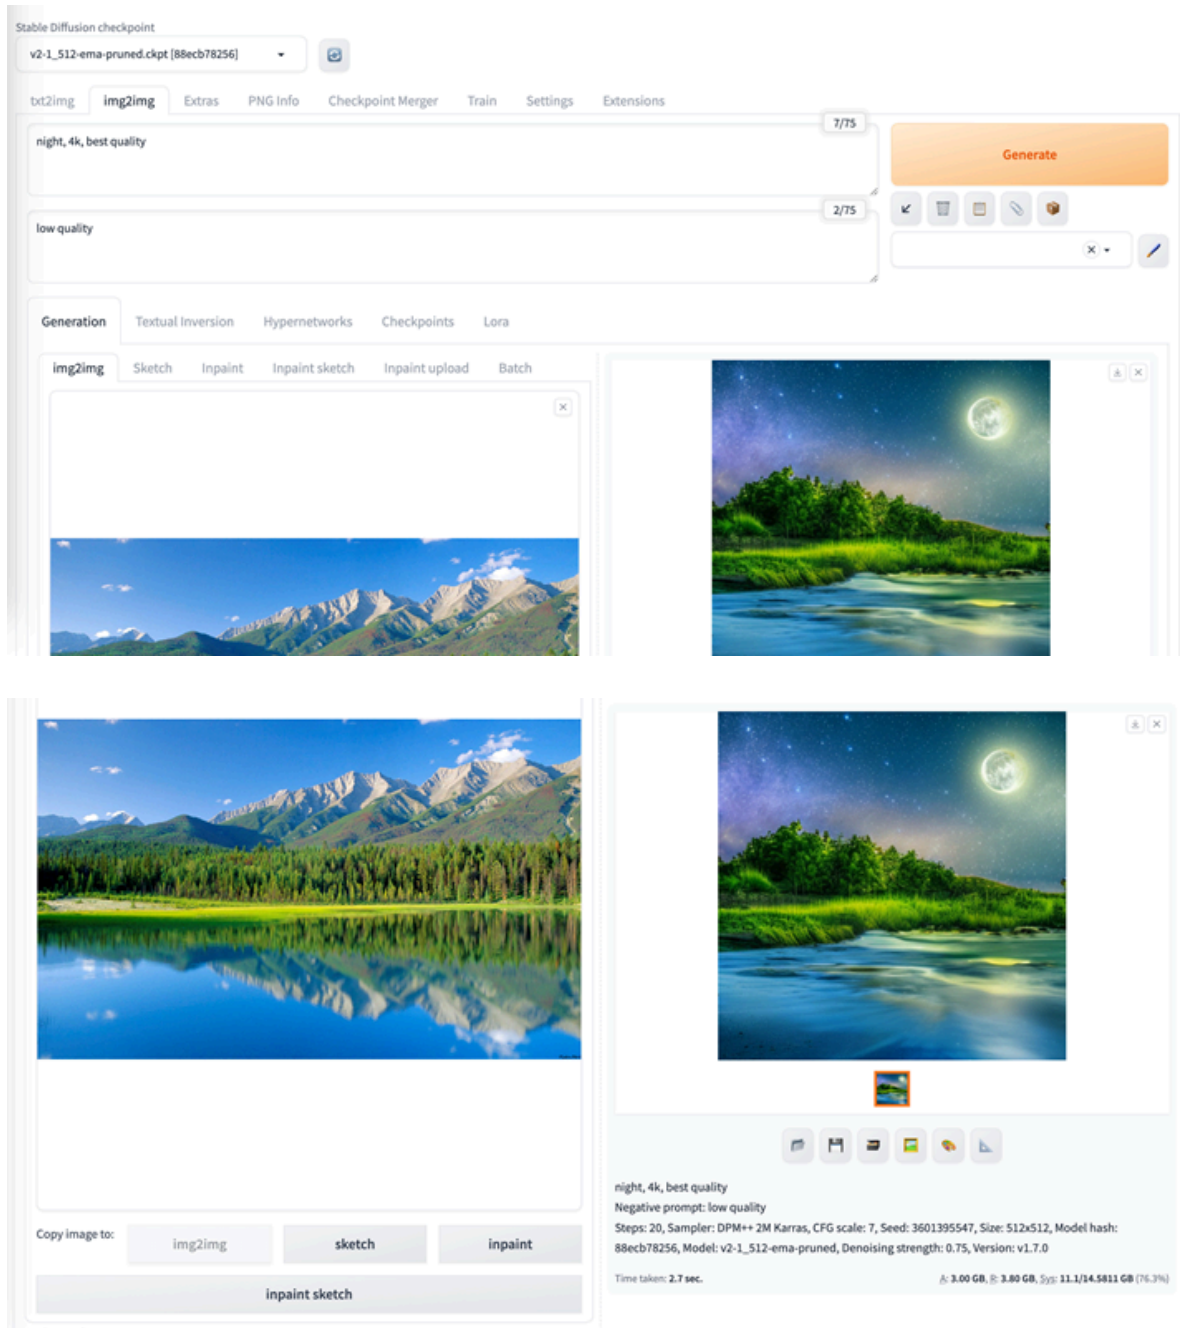 Stable Diffusion checkpoint
v2-1_512-ema-pruned.ckpt [88ecb78256]
txt2img img2img Extras PNG Info Checkpoint Merger Train Settings Extensions
7/75
night, 4k, best quality
Generate
2/75
low quality
Generation Textual Inversion Hypernetworks Checkpoints Lora
img2img Sketch Inpaint Inpaint sketch Inpaint upload Batch
Copy image to:
img2img sketch inpaint
inpaint sketch
night, 4k, best quality
Negative prompt: low quality
Steps: 20, Sampler: DPM++ 2M Karras, CFG scale: 7, Seed: 3601395547, Size: 512x512, Model hash:
88ecb78256, Model: v2-1_512-ema-pruned, Denoising strength: 0.75, Version: v1.7.0
Time taken: 2.7 sec.
A: 3.00 GB, R: 3.80 GB, Sys: 11.1/14.5811 GB (76.3%)